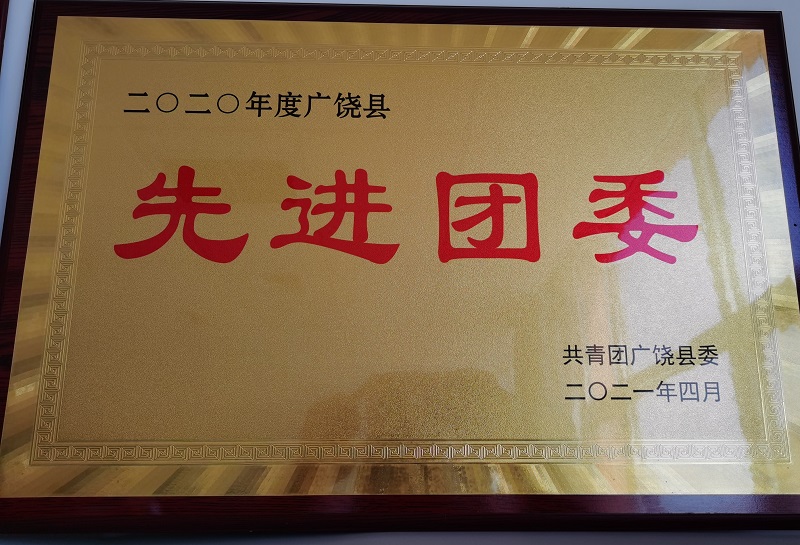 二〇二〇年度广饶县
先进团委
共青团广饶县委
二〇二一年四月